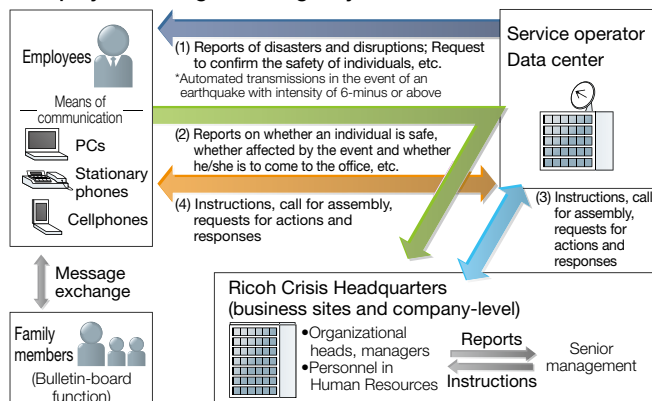 Employees
Means of
communication
PCs
Stationary
phones
Cellphones
Message
exchange
Family
members
(Bulletin-board
function)
(1) Reports of disasters and disruptions; Request
to confirm the safety of individuals, etc.
*Automated transmissions in the event of an
earthquake with intensity of 6-minus or above
(2) Reports on whether an individual is safe,
whether affected by the event and whether
he/she is to come to the office, etc.
(4) Instructions, call for assembly,
requests for actions and
responses
Service operator
Data center
(3) Instructions, call
for assembly,
requests for
actions and
responses
Ricoh Crisis Headquarters
(business sites and company-level)
•Organizational
heads, managers
•Personnel in
Human Resources
Reports
Instructions
Senior
management